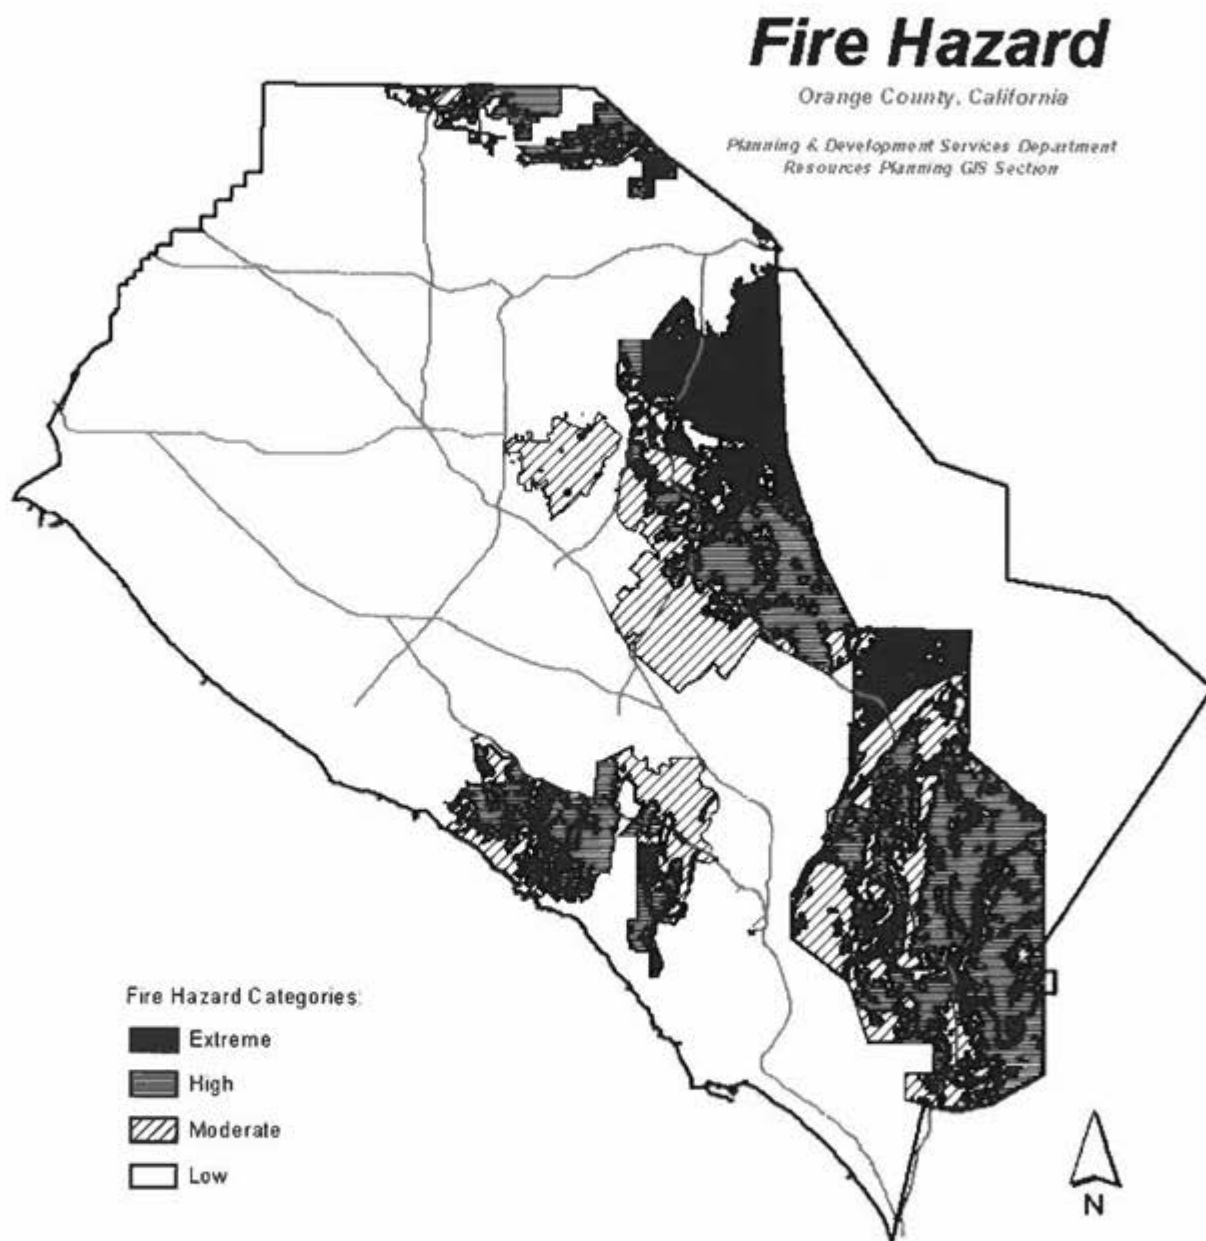 Fire Hazard
Orange County, California
Planning & Development Services Department
Resources Planning GIS Section
Fire Hazard Categories:
Extreme
High
Moderate
Low
N